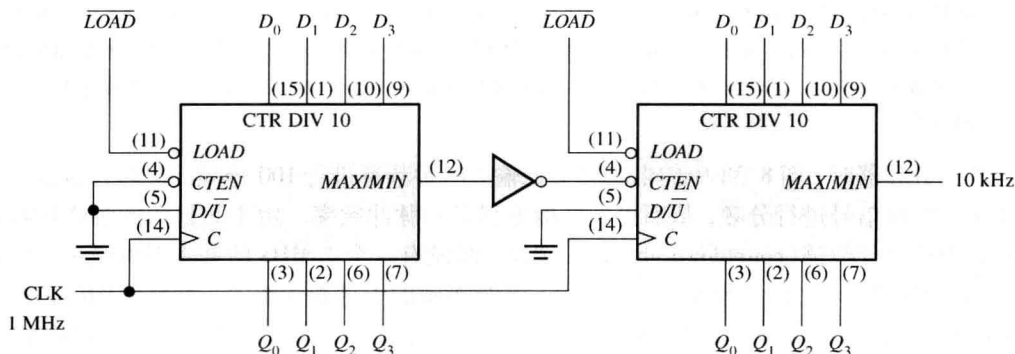 LOAD D₀ D₁ D₂ D₃ LOAD D₀ D₁ D₂ D₃
(15) (1) (10) (9) (15) (1) (10) (9)
CTR DIV 10 CTR DIV 10
(11) LOAD (11) LOAD
(4) CTEN MAX/MIN (12) (4) CTEN MAX/MIN (12) 10 kHz
(5) D/U̅ (5) D/U̅
(14) C (14) C
(3) (2) (6) (7) (3) (2) (6) (7)
CLK
1 MHz
Q₀ Q₁ Q₂ Q₃ Q₀ Q₁ Q₂ Q₃